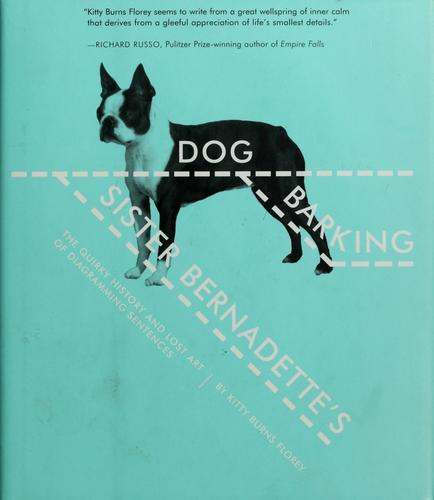 “Kitty Burns Florey seems to write from a great wellspring of inner calm
that derives from a gleeful appreciation of life’s smallest details.”
—RICHARD RUSSO, Pulitzer Prize-winning author of Empire Falls
SISTER BERNADETTE'S
BARKING
DOG
THE QUIRKY HISTORY AND LOST ART
OF DIAGRAMMING SENTENCES
BY KITTY BURNS FLOREY